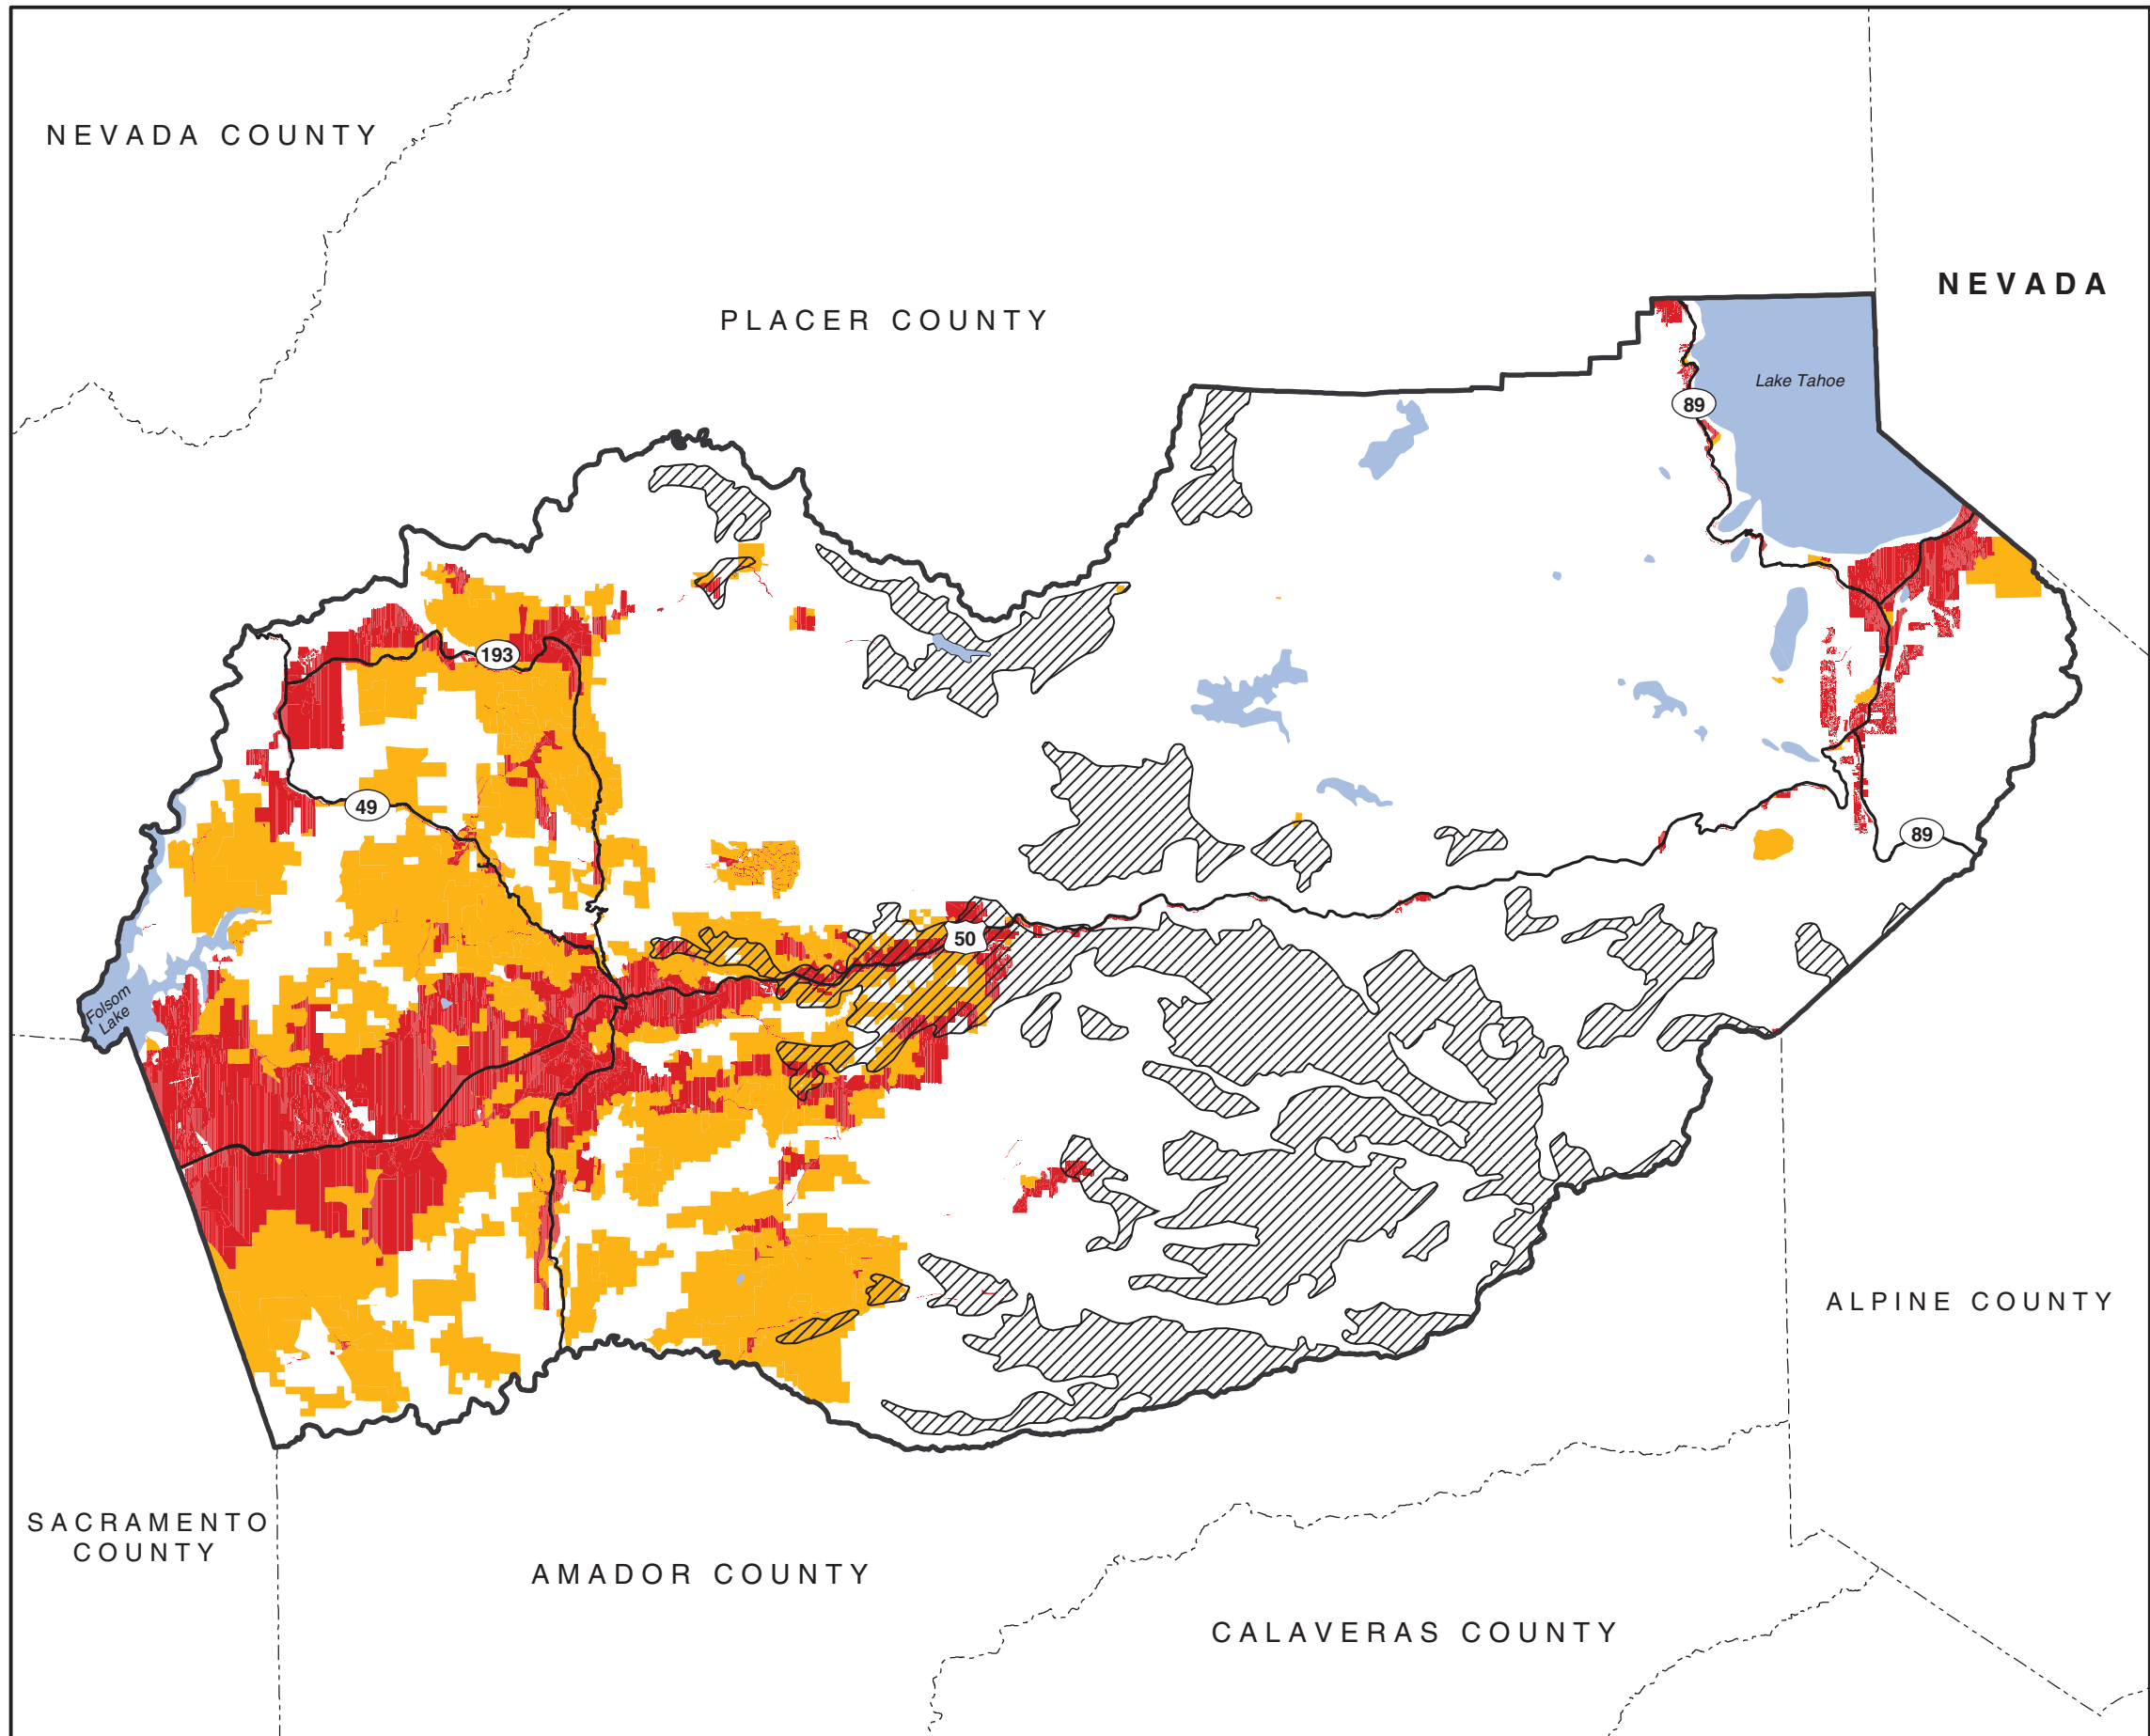 NEVADA COUNTY
NEVADA
PLACER COUNTY
Lake Tahoe
89
193
49
89
50
Folsom
Lake
ALPINE COUNTY
SACRAMENTO
COUNTY
AMADOR COUNTY
CALAVERAS COUNTY